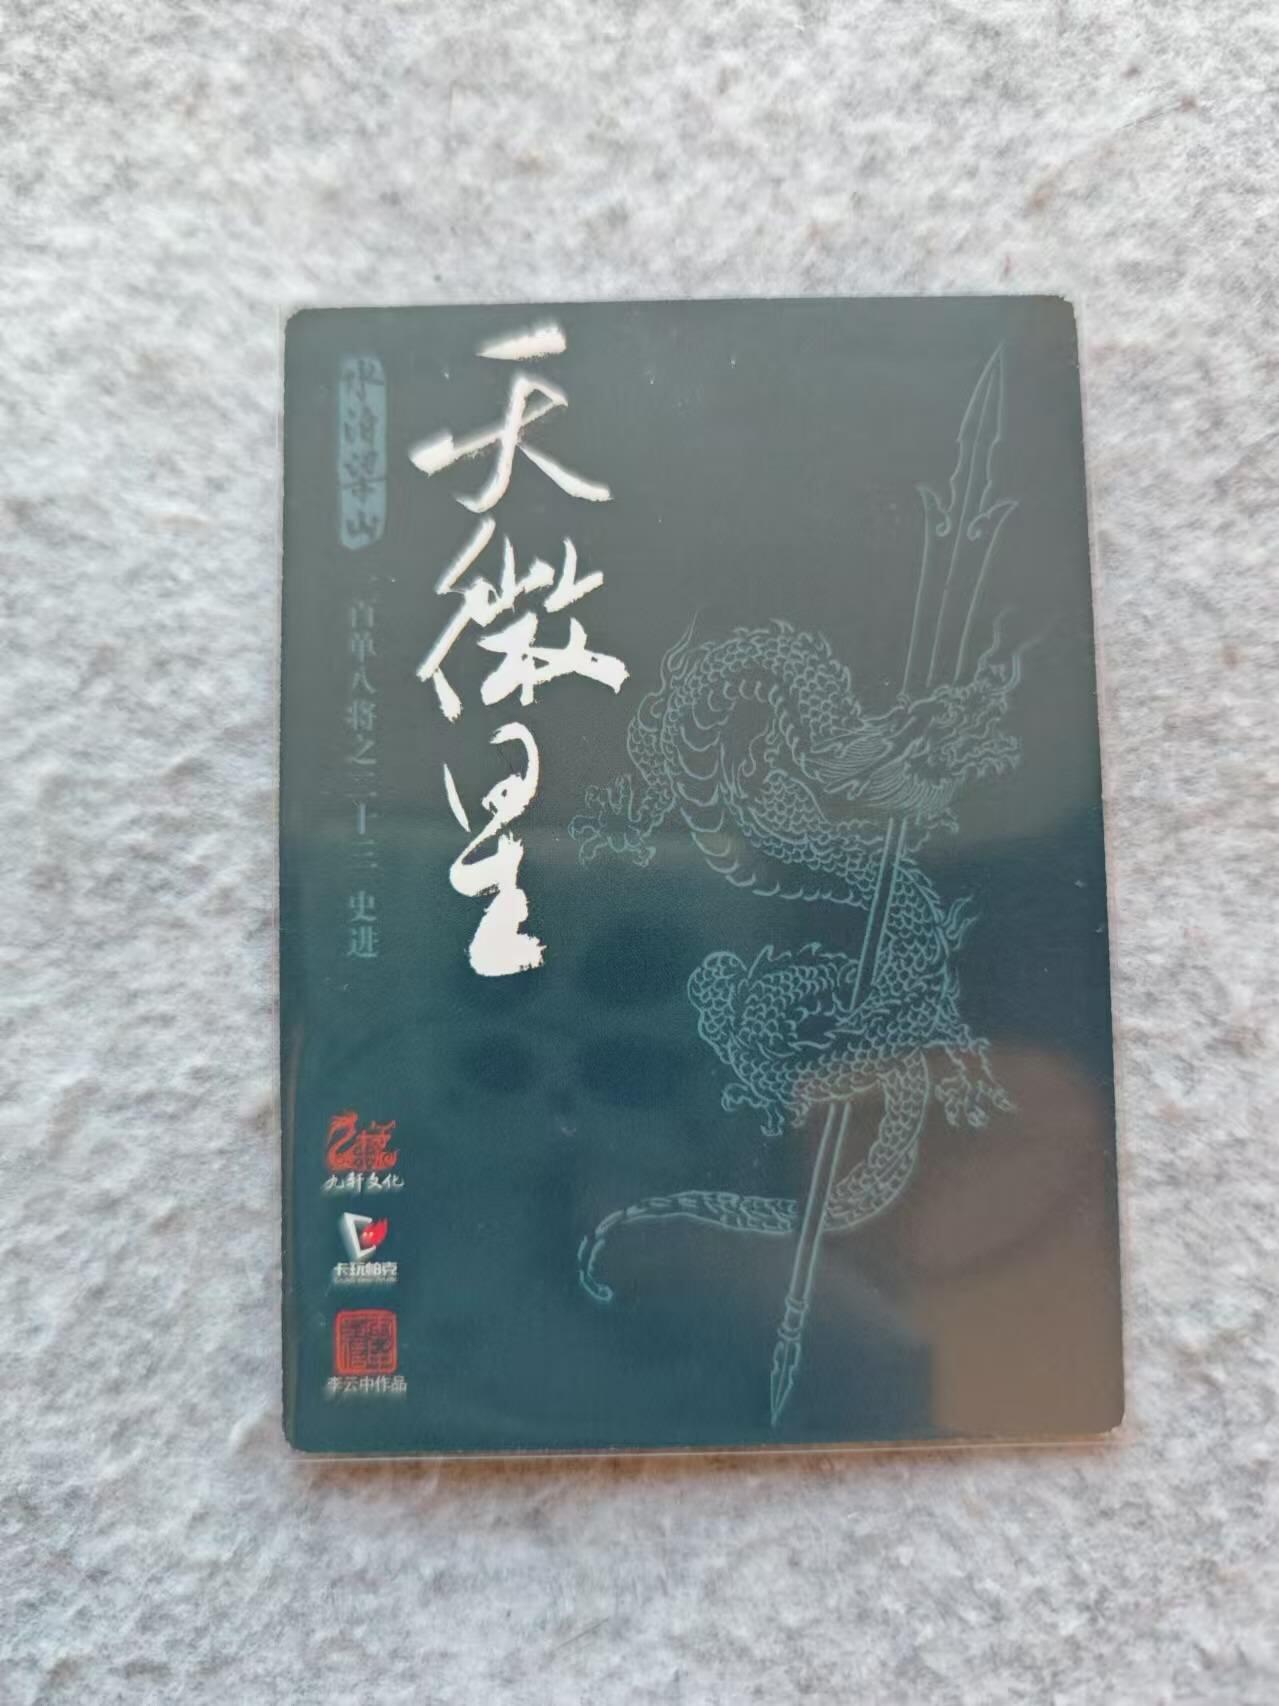 天微星
水浒梁山
一百单八将之二十三 史进
九轩文化
卡玩帕克
李云中作品